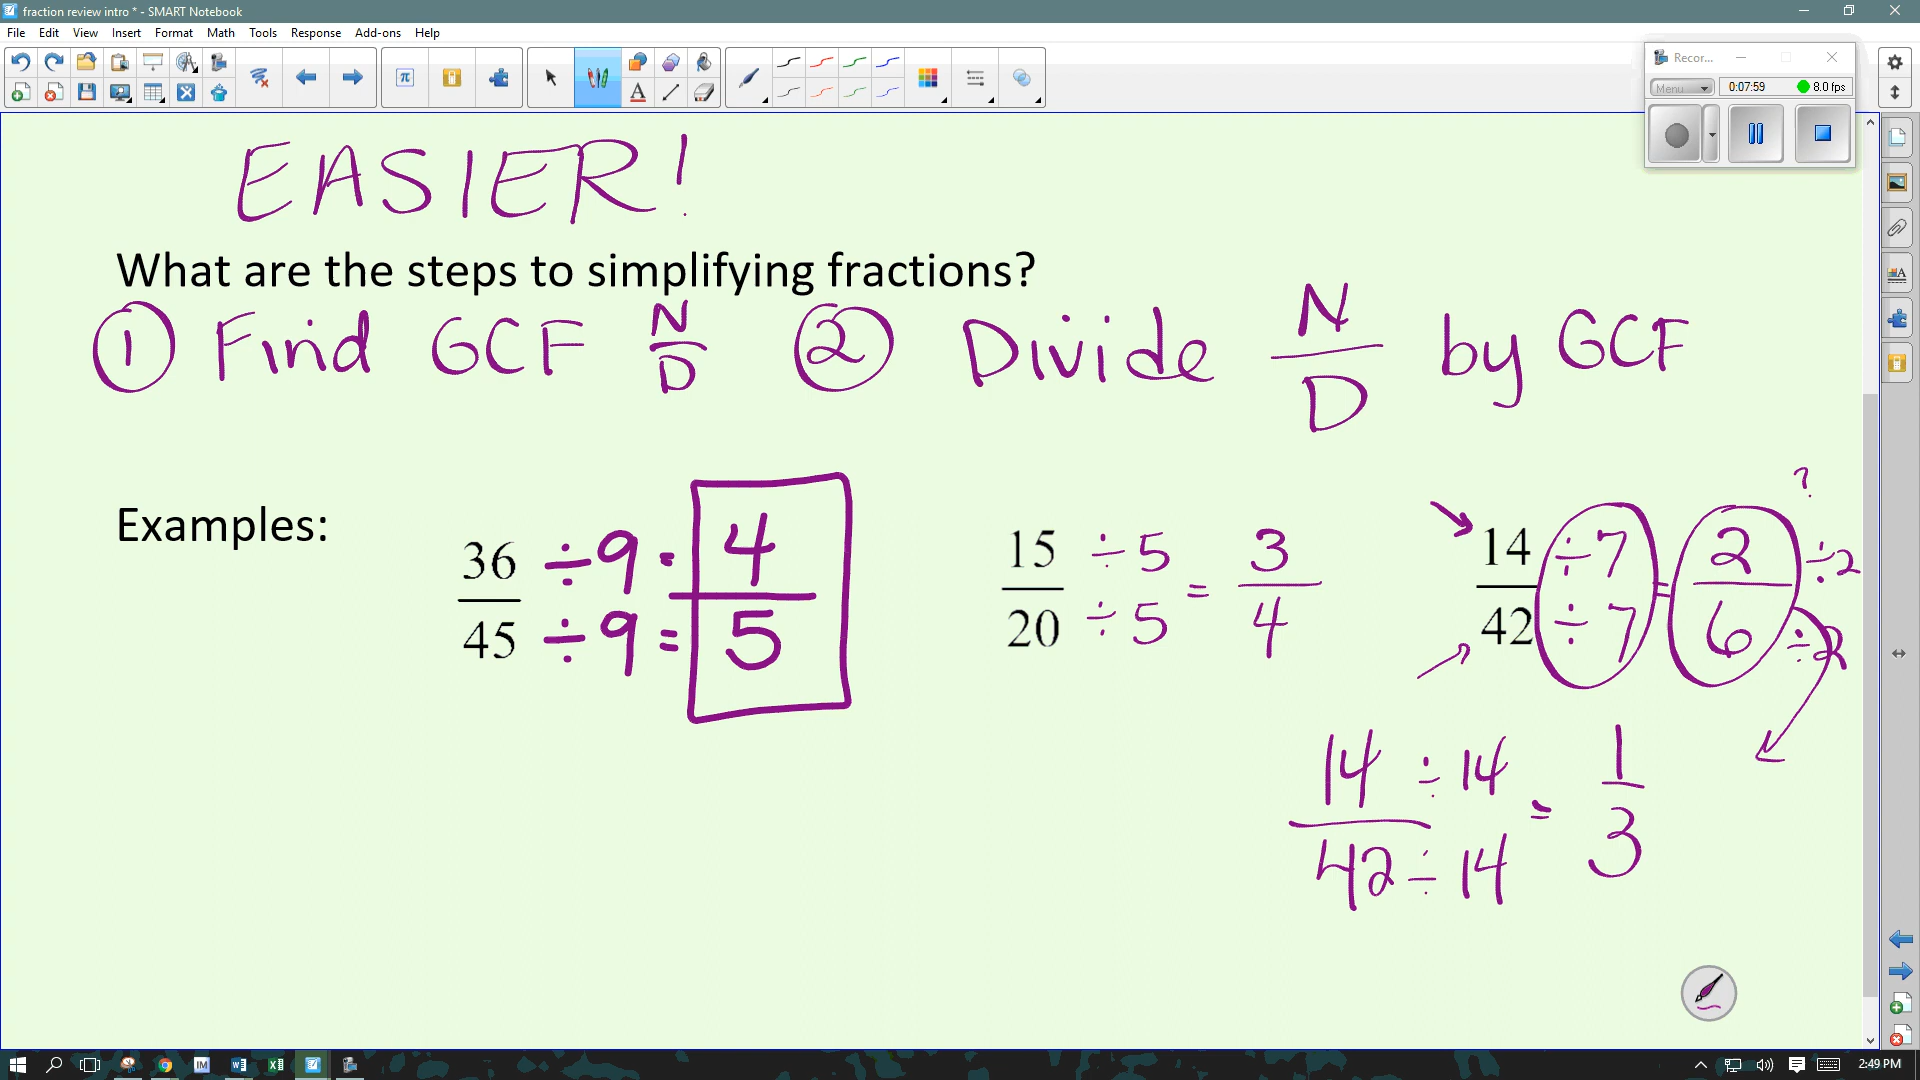 fraction review intro * - SMART Notebook
File Edit View Insert Format Math Tools Response Add-ons Help
Recor...
Menu 0:07:59 8.0 fps
EASIER!
What are the steps to simplifying fractions?
① Find GCF N/D ② Divide N/D by GCF
Examples:
36/45 ÷9/÷9 = 4/5
15/20 ÷5/÷5 = 3/4
14/42 ÷7/÷7 = 2/6 ÷2/÷2 ?
14/42 ÷14/÷14 = 1/3
2:49 PM